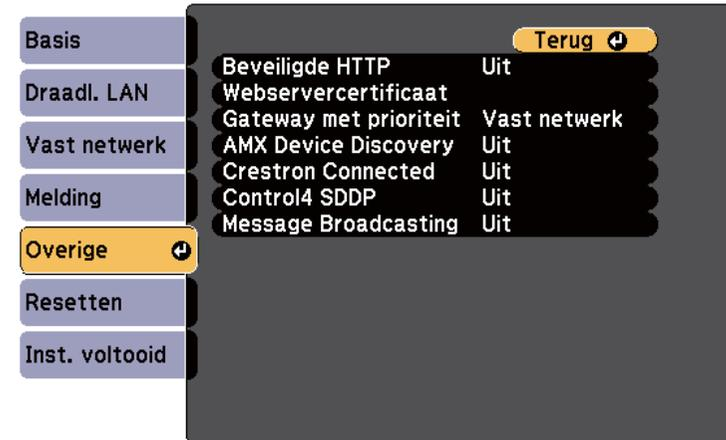 Basis
Draadl. LAN
Vast netwerk
Melding
Overige
Resetten
Inst. voltooid
Terug
Beveiligde HTTP Uit
Webservercertificaat
Gateway met prioriteit Vast netwerk
AMX Device Discovery Uit
Crestron Connected Uit
Control4 SDDP Uit
Message Broadcasting Uit